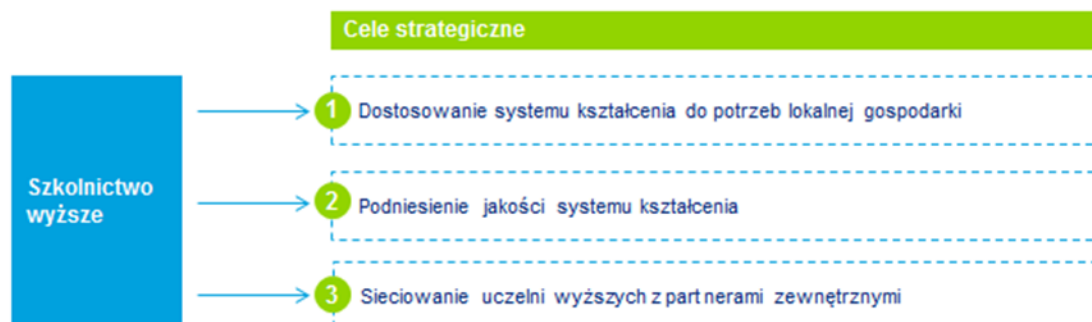 Cele strategiczne
1 Dostosowanie systemu kształcenia do potrzeb lokalnej gospodarki
Szkolnictwo
wyższe
2 Podniesienie jakości systemu kształcenia
3 Sieciowanie uczelni wyższych z partnerami zewnętrznymi